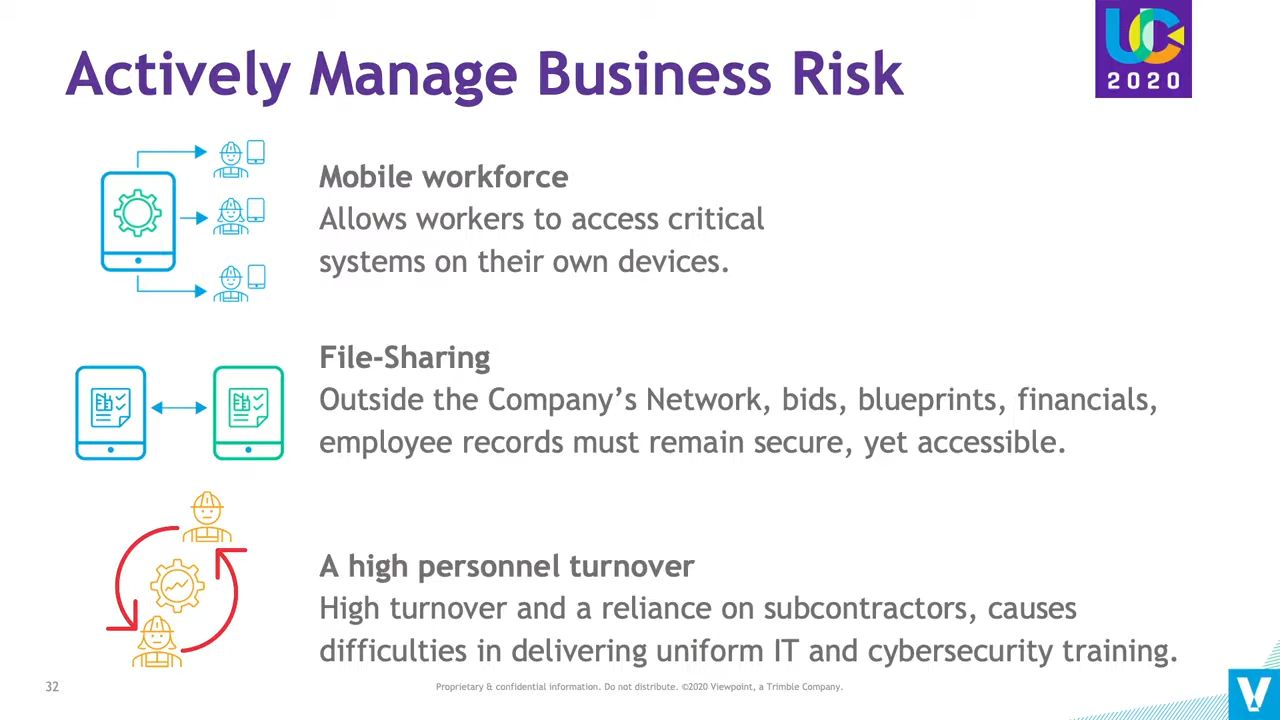 Actively Manage Business Risk
UC
2020
Mobile workforce
Allows workers to access critical
systems on their own devices.
File-Sharing
Outside the Company’s Network, bids, blueprints, financials,
employee records must remain secure, yet accessible.
A high personnel turnover
High turnover and a reliance on subcontractors, causes
difficulties in delivering uniform IT and cybersecurity training.
32
Proprietary & confidential information. Do not distribute. ©2020 Viewpoint, a Trimble Company.